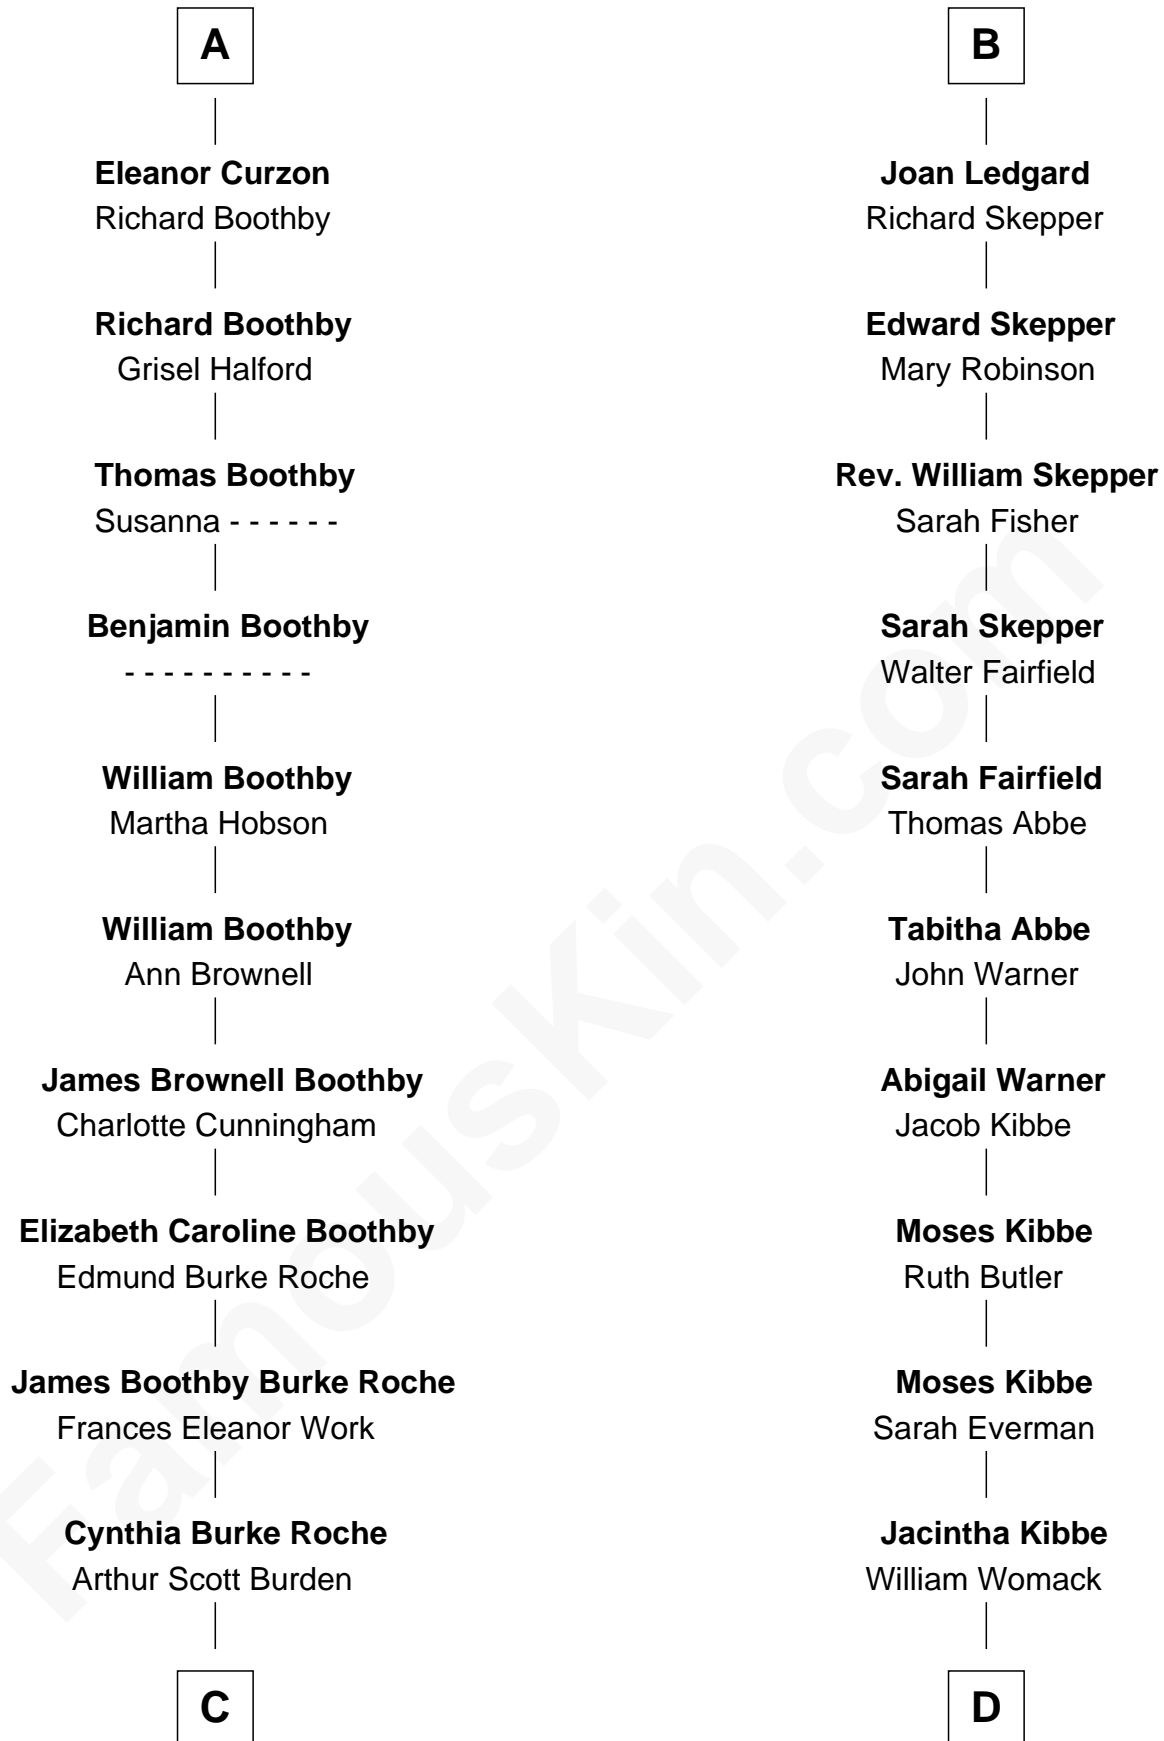 A
Eleanor Curzon
Richard Boothby
Richard Boothby
Grisel Halford
Thomas Boothby
Susanna - - - - - -
Benjamin Boothby
- - - - - - - - - -
William Boothby
Martha Hobson
William Boothby
Ann Brownell
James Brownell Boothby
Charlotte Cunningham
Elizabeth Caroline Boothby
Edmund Burke Roche
James Boothby Burke Roche
Frances Eleanor Work
Cynthia Burke Roche
Arthur Scott Burden
C
B
Joan Ledgard
Richard Skepper
Edward Skepper
Mary Robinson
Rev. William Skepper
Sarah Fisher
Sarah Skepper
Walter Fairfield
Sarah Fairfield
Thomas Abbe
Tabitha Abbe
John Warner
Abigail Warner
Jacob Kibbe
Moses Kibbe
Ruth Butler
Moses Kibbe
Sarah Everman
Jacintha Kibbe
William Womack
D
FamousKin.com